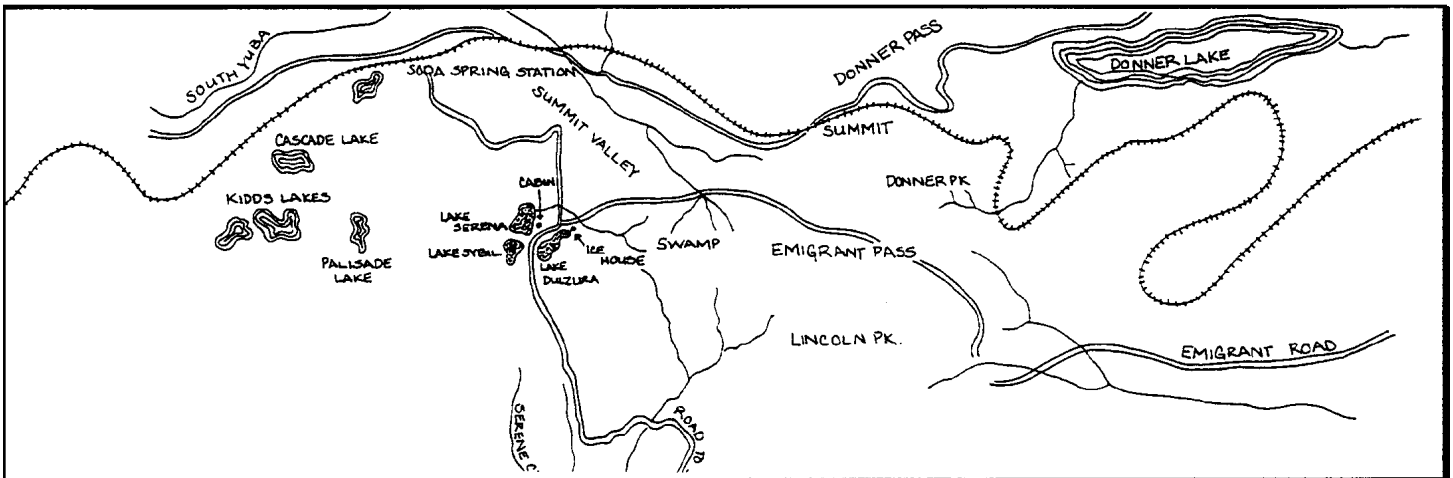 SOUTH YUBA
SODA SPRING STATION
DONNER PASS
DONNER LAKE
SUMMIT VALLEY
SUMMIT
CASCADE LAKE
KIDDS LAKES
PALISADE
LAKE
CABIN
LAKE
SERENA
LAKE SYBIL
LAKE
DULZURA
ICE
HOUSE
SWAMP
DONNER PK
EMIGRANT PASS
LINCOLN PK.
EMIGRANT ROAD
SERENE
ROAD TO